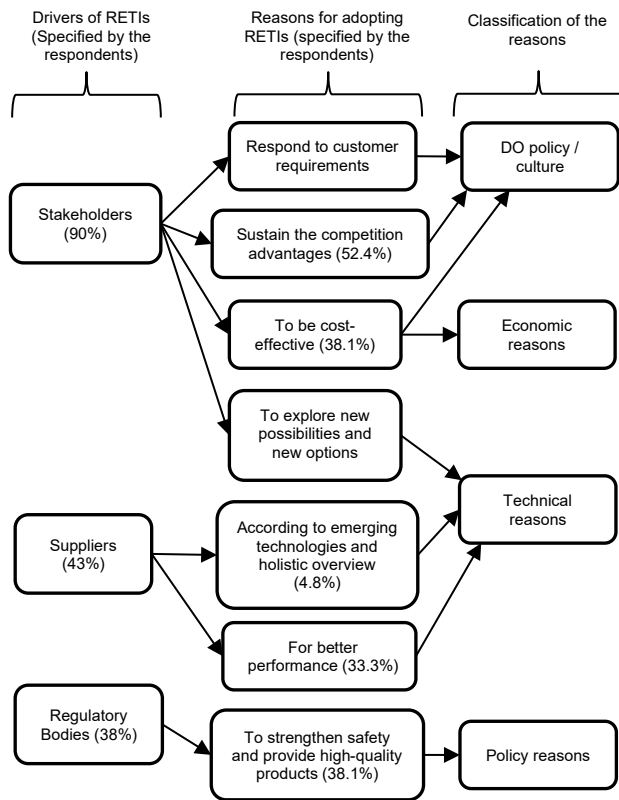 Drivers of RETIs
(Specified by the
respondents)
Reasons for adopting
RETIs (specified by the
respondents)
Classification of the
reasons
Respond to customer
requirements
DO policy /
culture
Stakeholders
(90%)
Sustain the competition
advantages (52.4%)
To be cost-
effective (38.1%)
Economic
reasons
To explore new
possibilities and
new options
Technical
reasons
Suppliers
(43%)
According to emerging
technologies and
holistic overview
(4.8%)
For better
performance (33.3%)
Regulatory
Bodies (38%)
To strengthen safety
and provide high-quality
products (38.1%)
Policy reasons